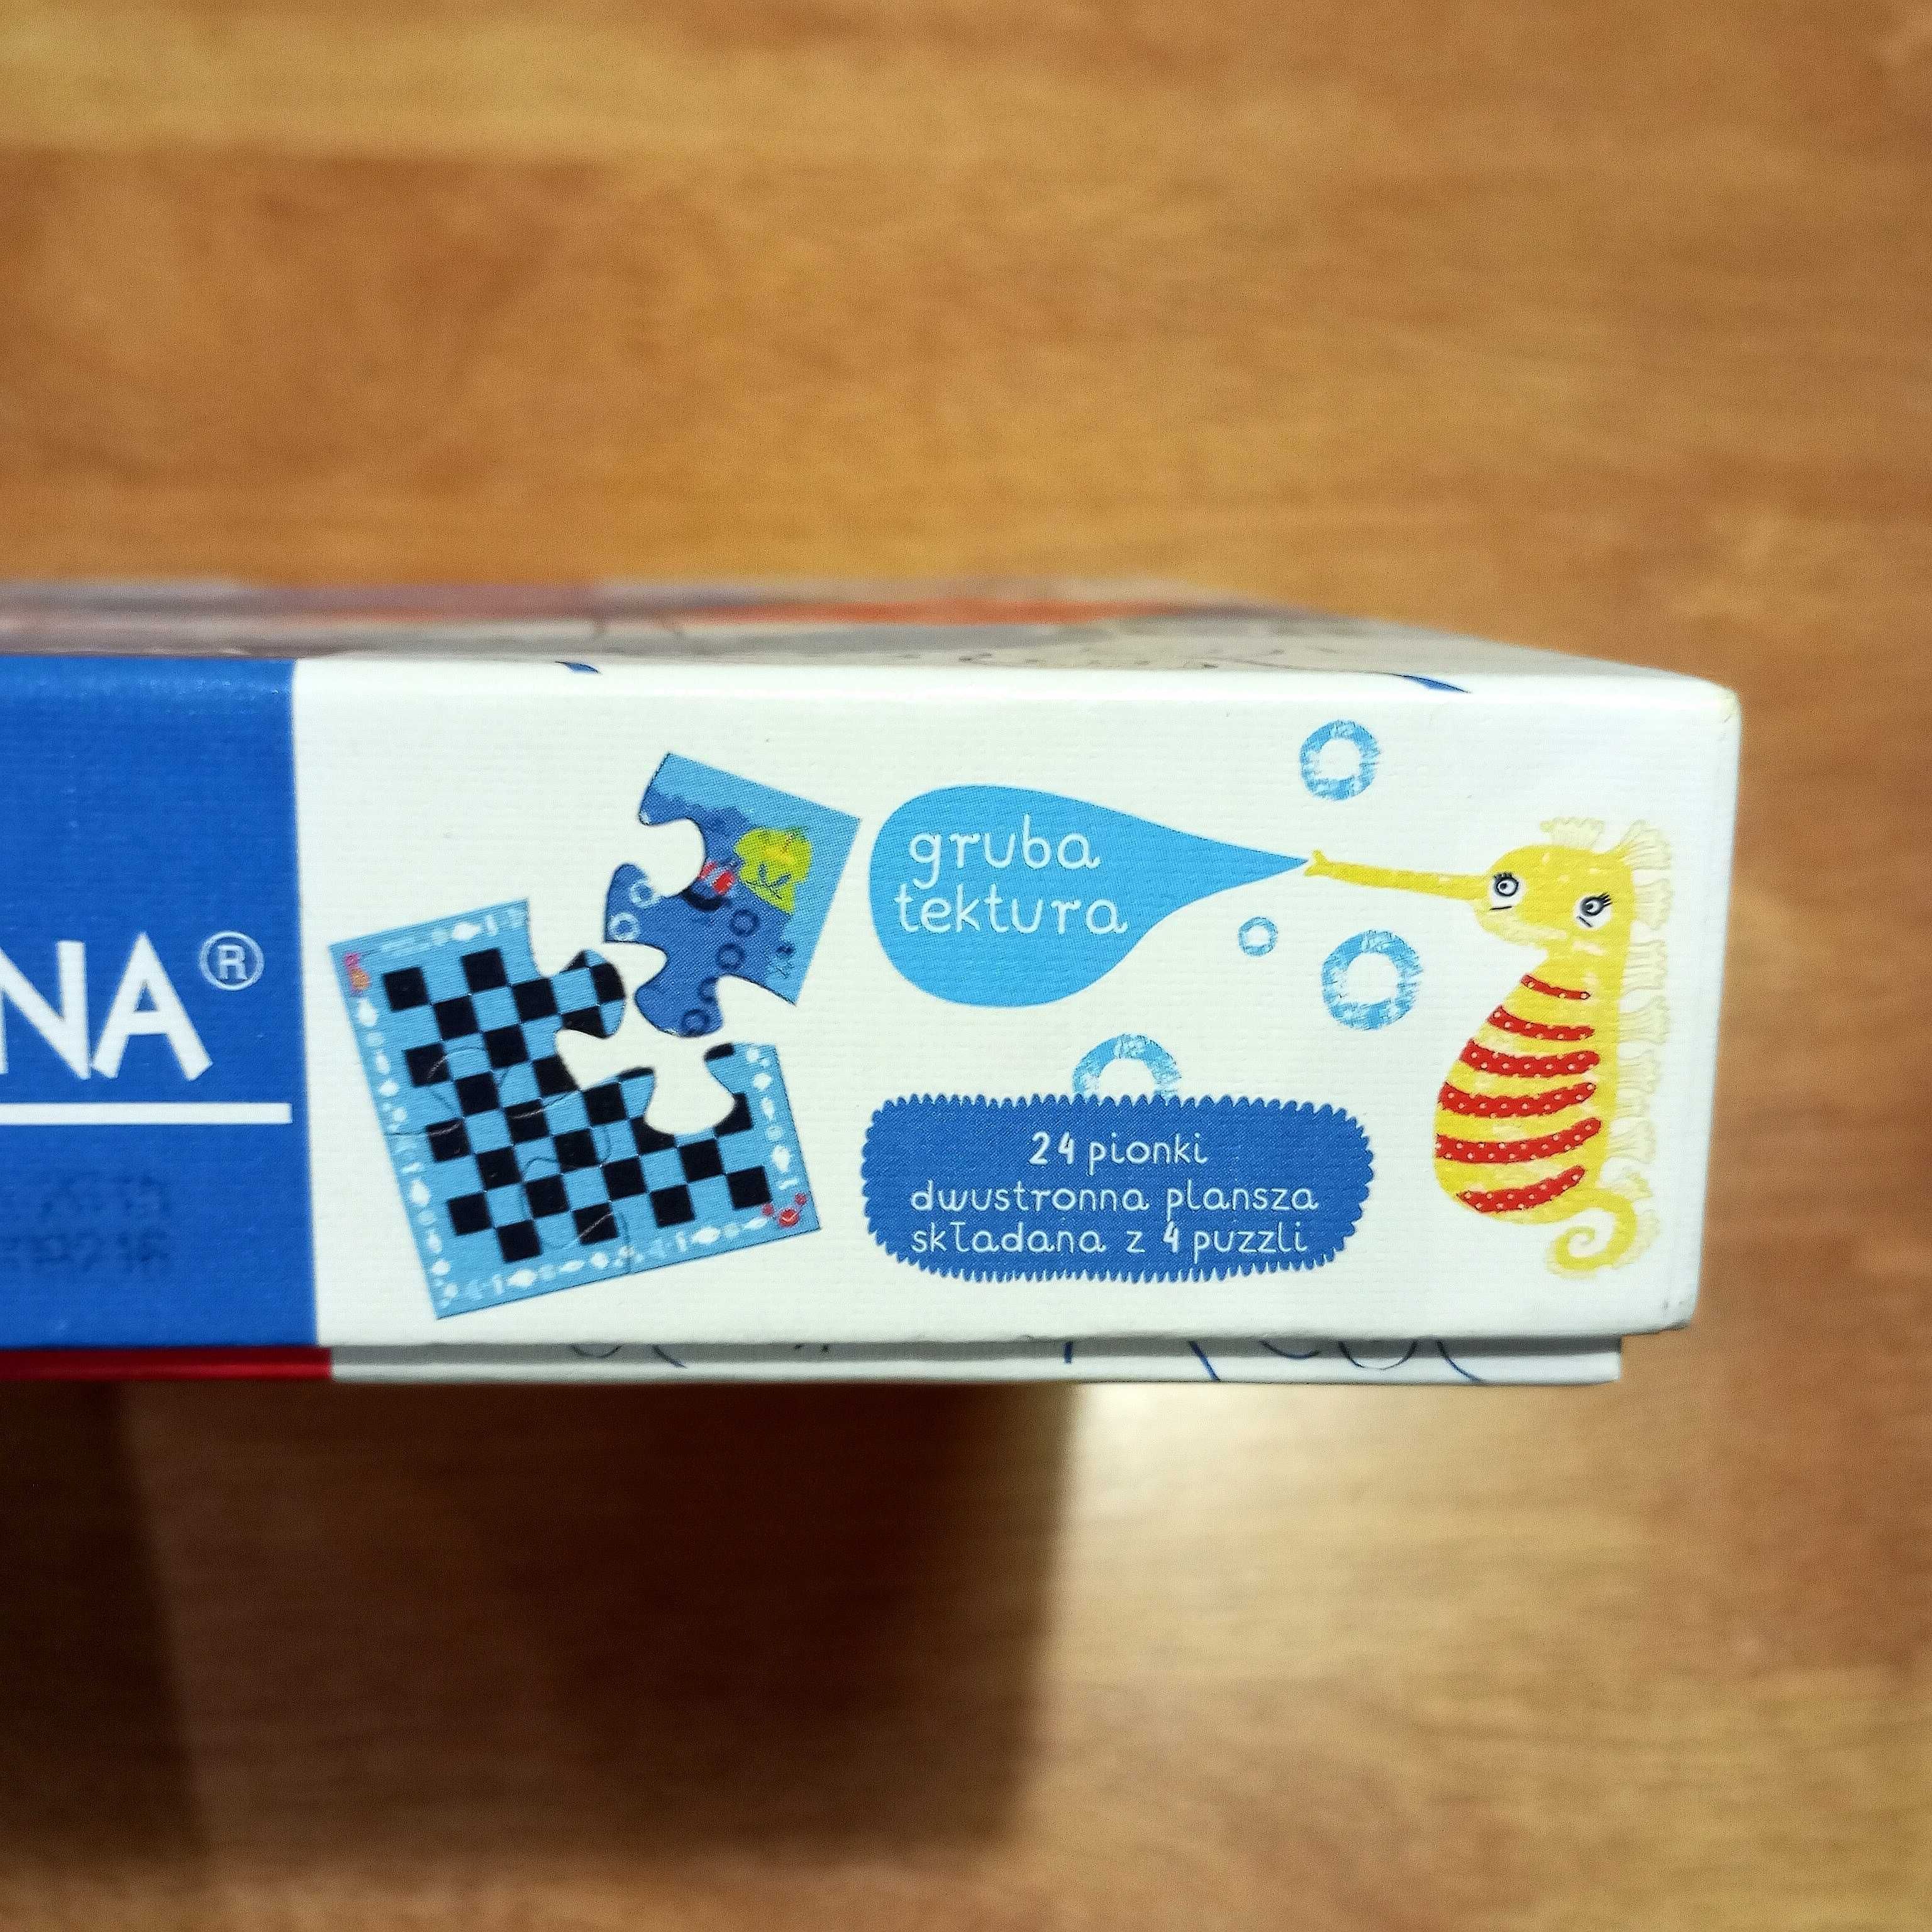 NA®
gruba
tektura
24 pionki
dwustronna plansza
składana z 4 puzzli